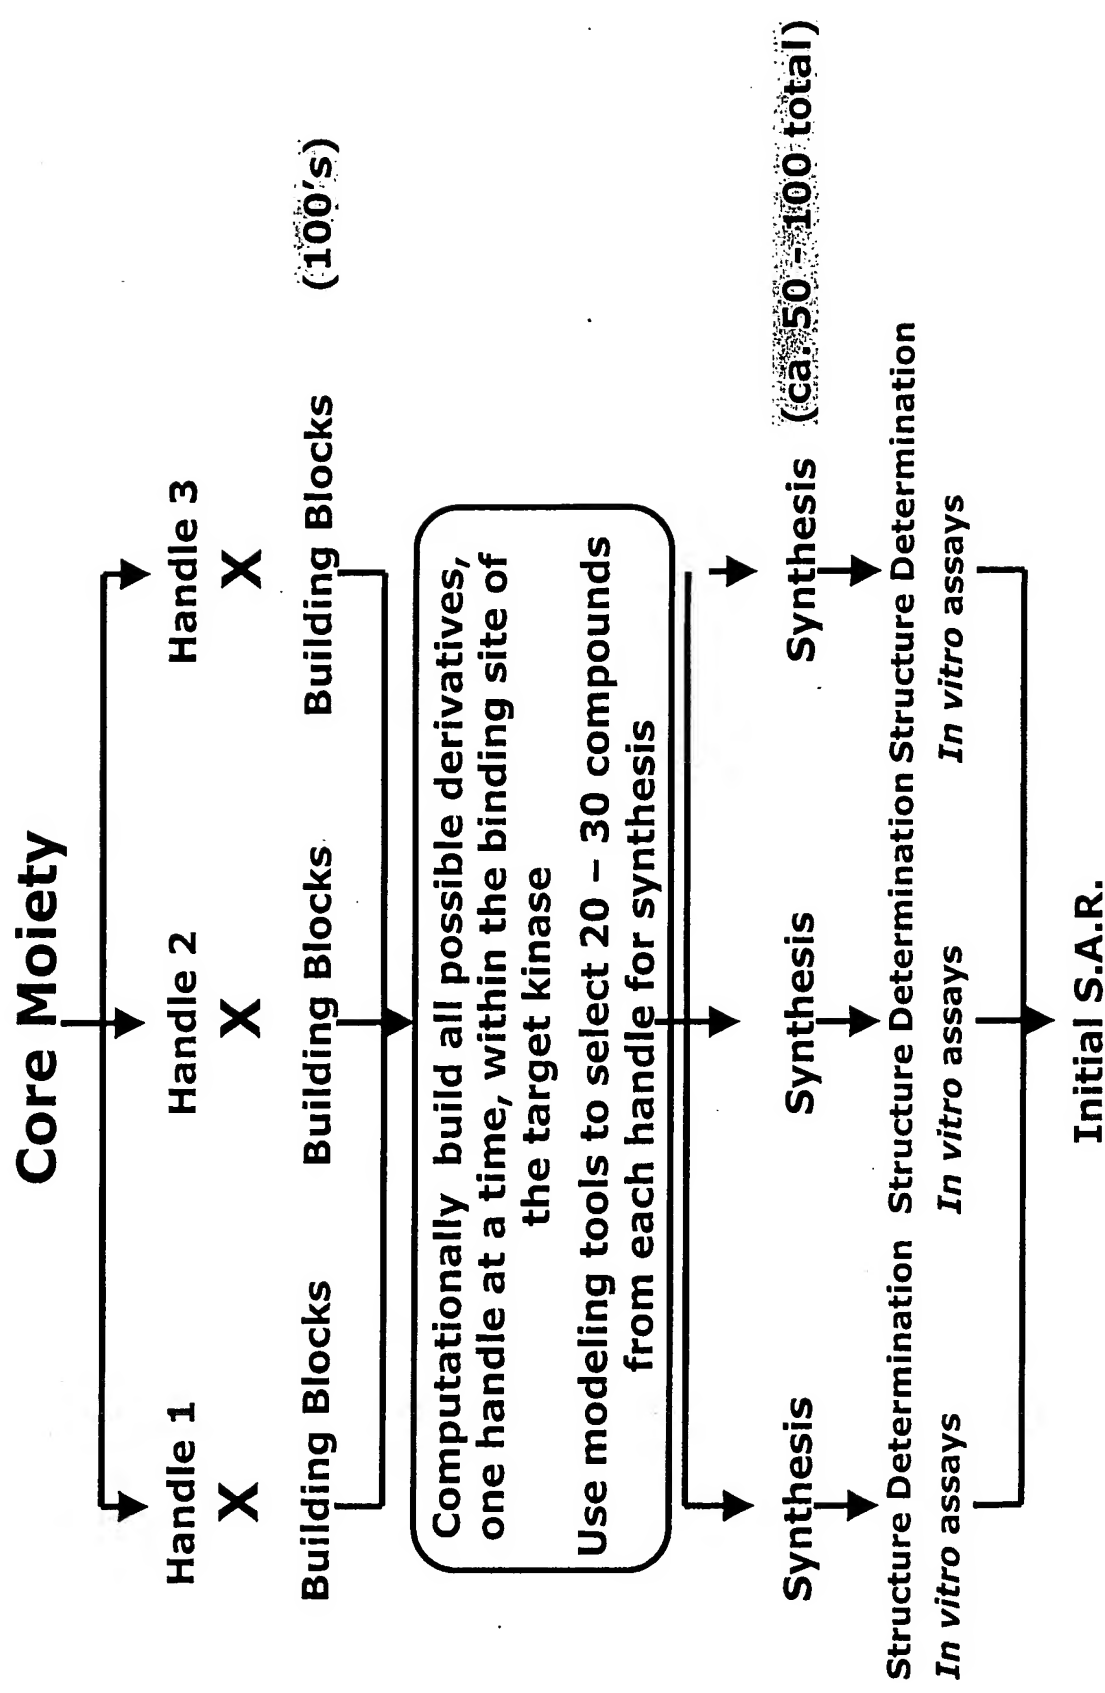 Core Moiety
Handle 1 Handle 2 Handle 3
X X X
Building Blocks Building Blocks Building Blocks (100's)
Computationally build all possible derivatives,
one handle at a time, within the binding site of
the target kinase
Use modeling tools to select 20 – 30 compounds
from each handle for synthesis
Synthesis Synthesis Synthesis (ca. 50 – 100 total)
Structure Determination Structure Determination Structure Determination
In vitro assays In vitro assays In vitro assays
Initial S.A.R.